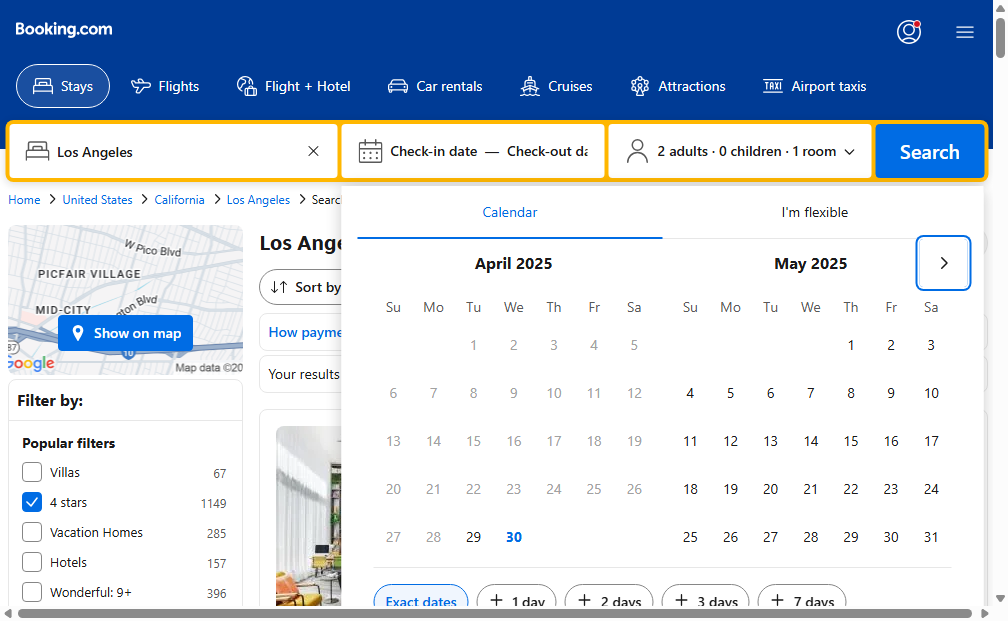 Booking.com
Stays
Flights
Flight + Hotel
Car rentals
Cruises
Attractions
TAXI
Airport taxis
Los Angeles
Check-in date — Check-out da
2 adults · 0 children · 1 room
Search
Home > United States > California > Los Angeles > Searc
Calendar
I'm flexible
W Pico Blvd
PICFAIR VILLAGE
MID-CITY
ton Blvd
Show on map
87
10
Google
Map data ©20
Los Ange
Sort by
How payme
Your results
April 2025
Su Mo Tu We Th Fr Sa
1 2 3 4 5
6 7 8 9 10 11 12
13 14 15 16 17 18 19
20 21 22 23 24 25 26
27 28 29 30
May 2025
Su Mo Tu We Th Fr Sa
1 2 3
4 5 6 7 8 9 10
11 12 13 14 15 16 17
18 19 20 21 22 23 24
25 26 27 28 29 30 31
Exact dates
+ 1 day
+ 2 days
+ 3 days
+ 7 days
Filter by:
Popular filters
Villas 67
4 stars 1149
Vacation Homes 285
Hotels 157
Wonderful: 9+ 396